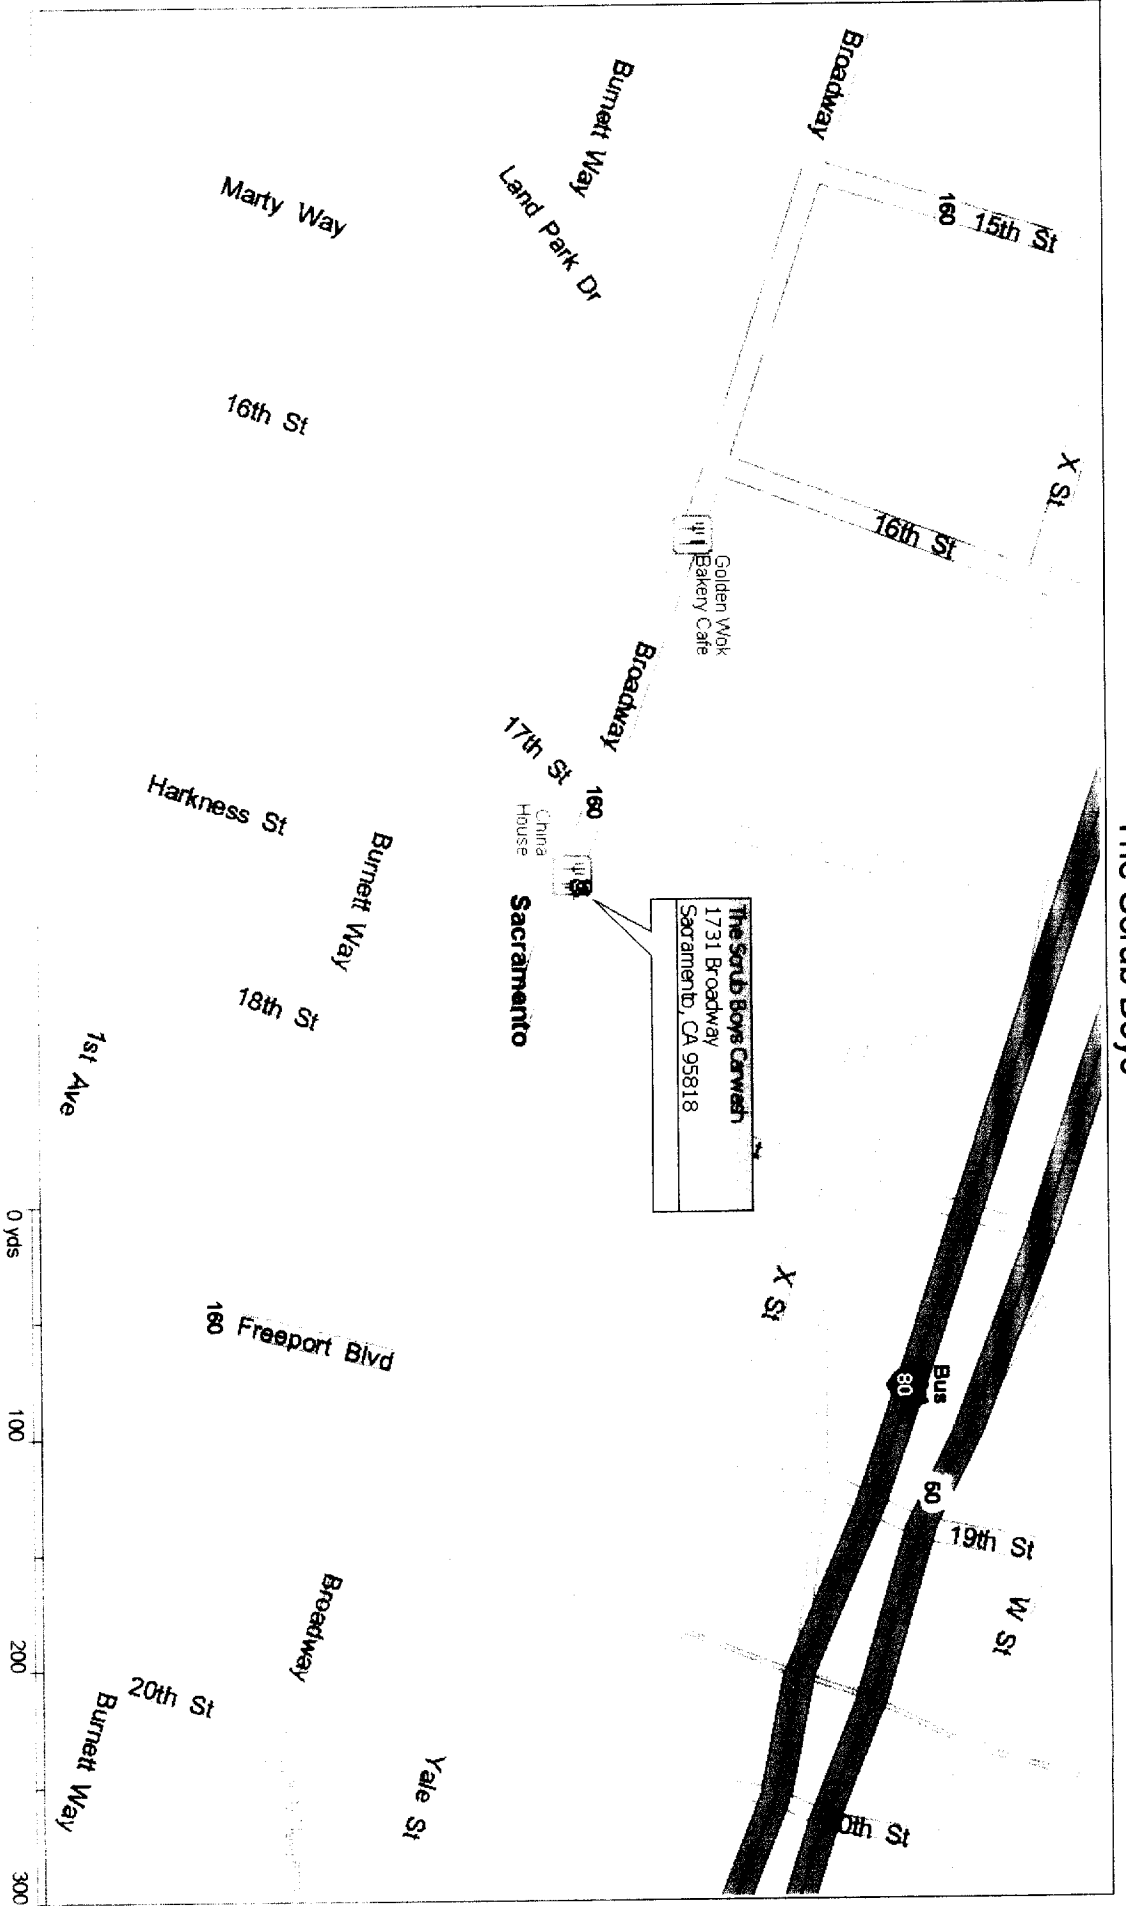 The Scrub Boys
Broadway
160 15th St
X St
Burnett Way
Land Park Dr
Marty Way
16th St
16th St
Golden Wok
Bakery Cafe
Broadway
17th St
160
China
House
The Scrub Boys Carwash
1731 Broadway
Sacramento, CA 95818
Sacramento
Harkness St
Burnett Way
18th St
1st Ave
X St
Bus
80
50
19th St
W St
160 Freeport Blvd
Broadway
20th St
Burnett Way
Yale St
0th St
0 yds
100
200
300